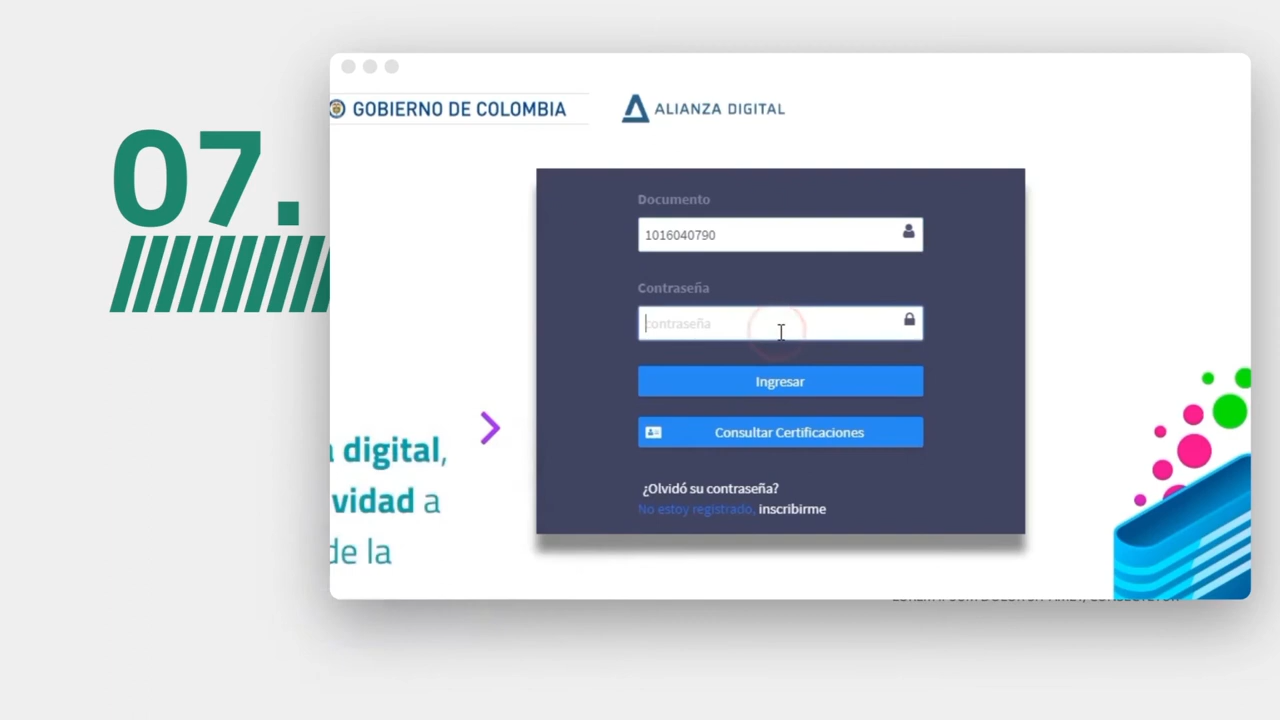 07.
GOBIERNO DE COLOMBIA
ALIANZA DIGITAL
Documento
1016040790
Contraseña
contraseña
Ingresar
Consultar Certificaciones
¿Olvidó su contraseña?
No estoy registrado, inscribirme
digital,
vidad a
de la